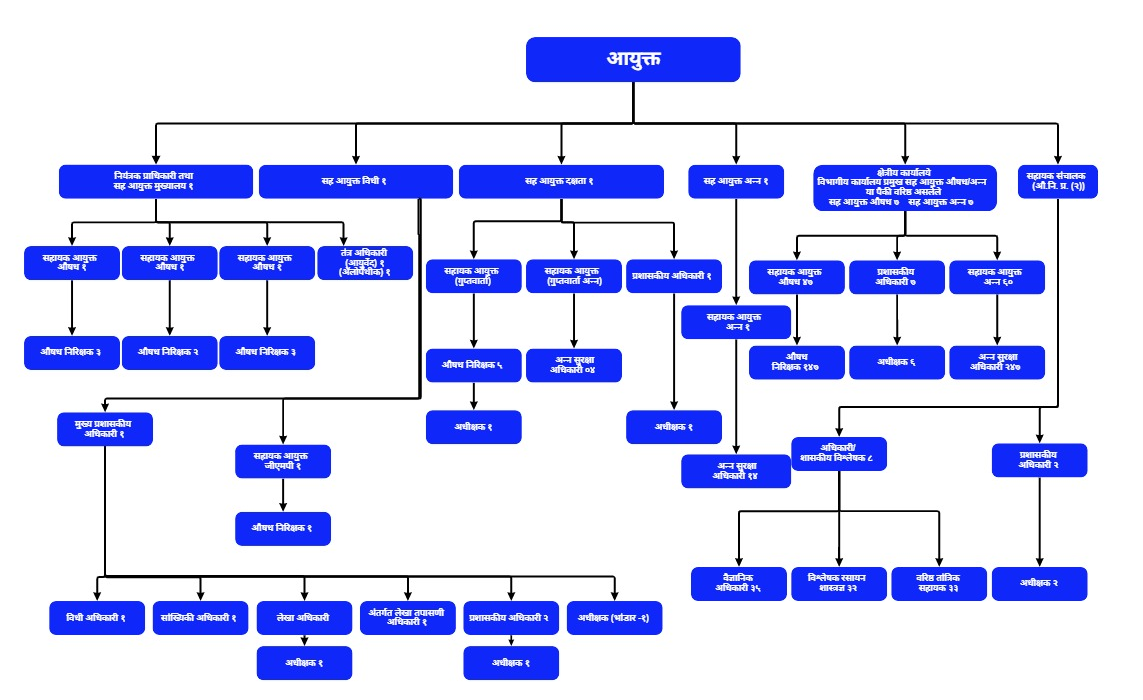 आयुक्त
नियंत्रक प्राधिकारी तथा
सह आयुक्त मुख्यालय १
सह आयुक्त विधी १
सह आयुक्त दक्षता १
सह आयुक्त अन्न १
क्षेत्रीय कार्यालये
विभागीय कार्यालय प्रमुख सह आयुक्त औषध/अन्न
या पैकी वरिष्ठ असलेले
सह आयुक्त औषध ७ सह आयुक्त अन्न ७
सहायक संचालक
(औ.नि. प्र. (२))
सहायक आयुक्त
औषध १
सहायक आयुक्त
औषध १
सहायक आयुक्त
औषध १
तंत्र अधिकारी
(आयुर्वेद) १
(अलोपॅथीक) १
सहायक आयुक्त
(गुप्तवार्ता)
सहायक आयुक्त
(गुप्तवार्ता अन्न)
प्रशासकीय अधिकारी १
सहायक आयुक्त
औषध ४७
प्रशासकीय
अधिकारी ७
सहायक आयुक्त
अन्न ६०
सहायक आयुक्त
अन्न १
औषध निरिक्षक ३
औषध निरिक्षक २
औषध निरिक्षक ३
औषध निरिक्षक ५
अन्न सुरक्षा
अधिकारी ०४
औषध
निरिक्षक १४७
अधीक्षक ६
अन्न सुरक्षा
अधिकारी २४७
मुख्य प्रशासकीय
अधिकारी १
अधीक्षक १
अधीक्षक १
सहायक आयुक्त
जीएमपी १
अन्न सुरक्षा
अधिकारी १४
अधिकारी/
शासकीय विश्लेषक ८
प्रशासकीय
अधिकारी २
औषध निरिक्षक १
वैज्ञानिक
अधिकारी ३५
विश्लेषक रसायन
शास्त्रज्ञ ३२
वरिष्ठ तांत्रिक
सहायक ३३
अधीक्षक २
विधी अधिकारी १
सांख्यिकी अधिकारी १
लेखा अधिकारी
अंतर्गत लेखा तपासणी
अधिकारी १
प्रशासकीय अधिकारी २
अधीक्षक (भांडार -१)
अधीक्षक १
अधीक्षक १